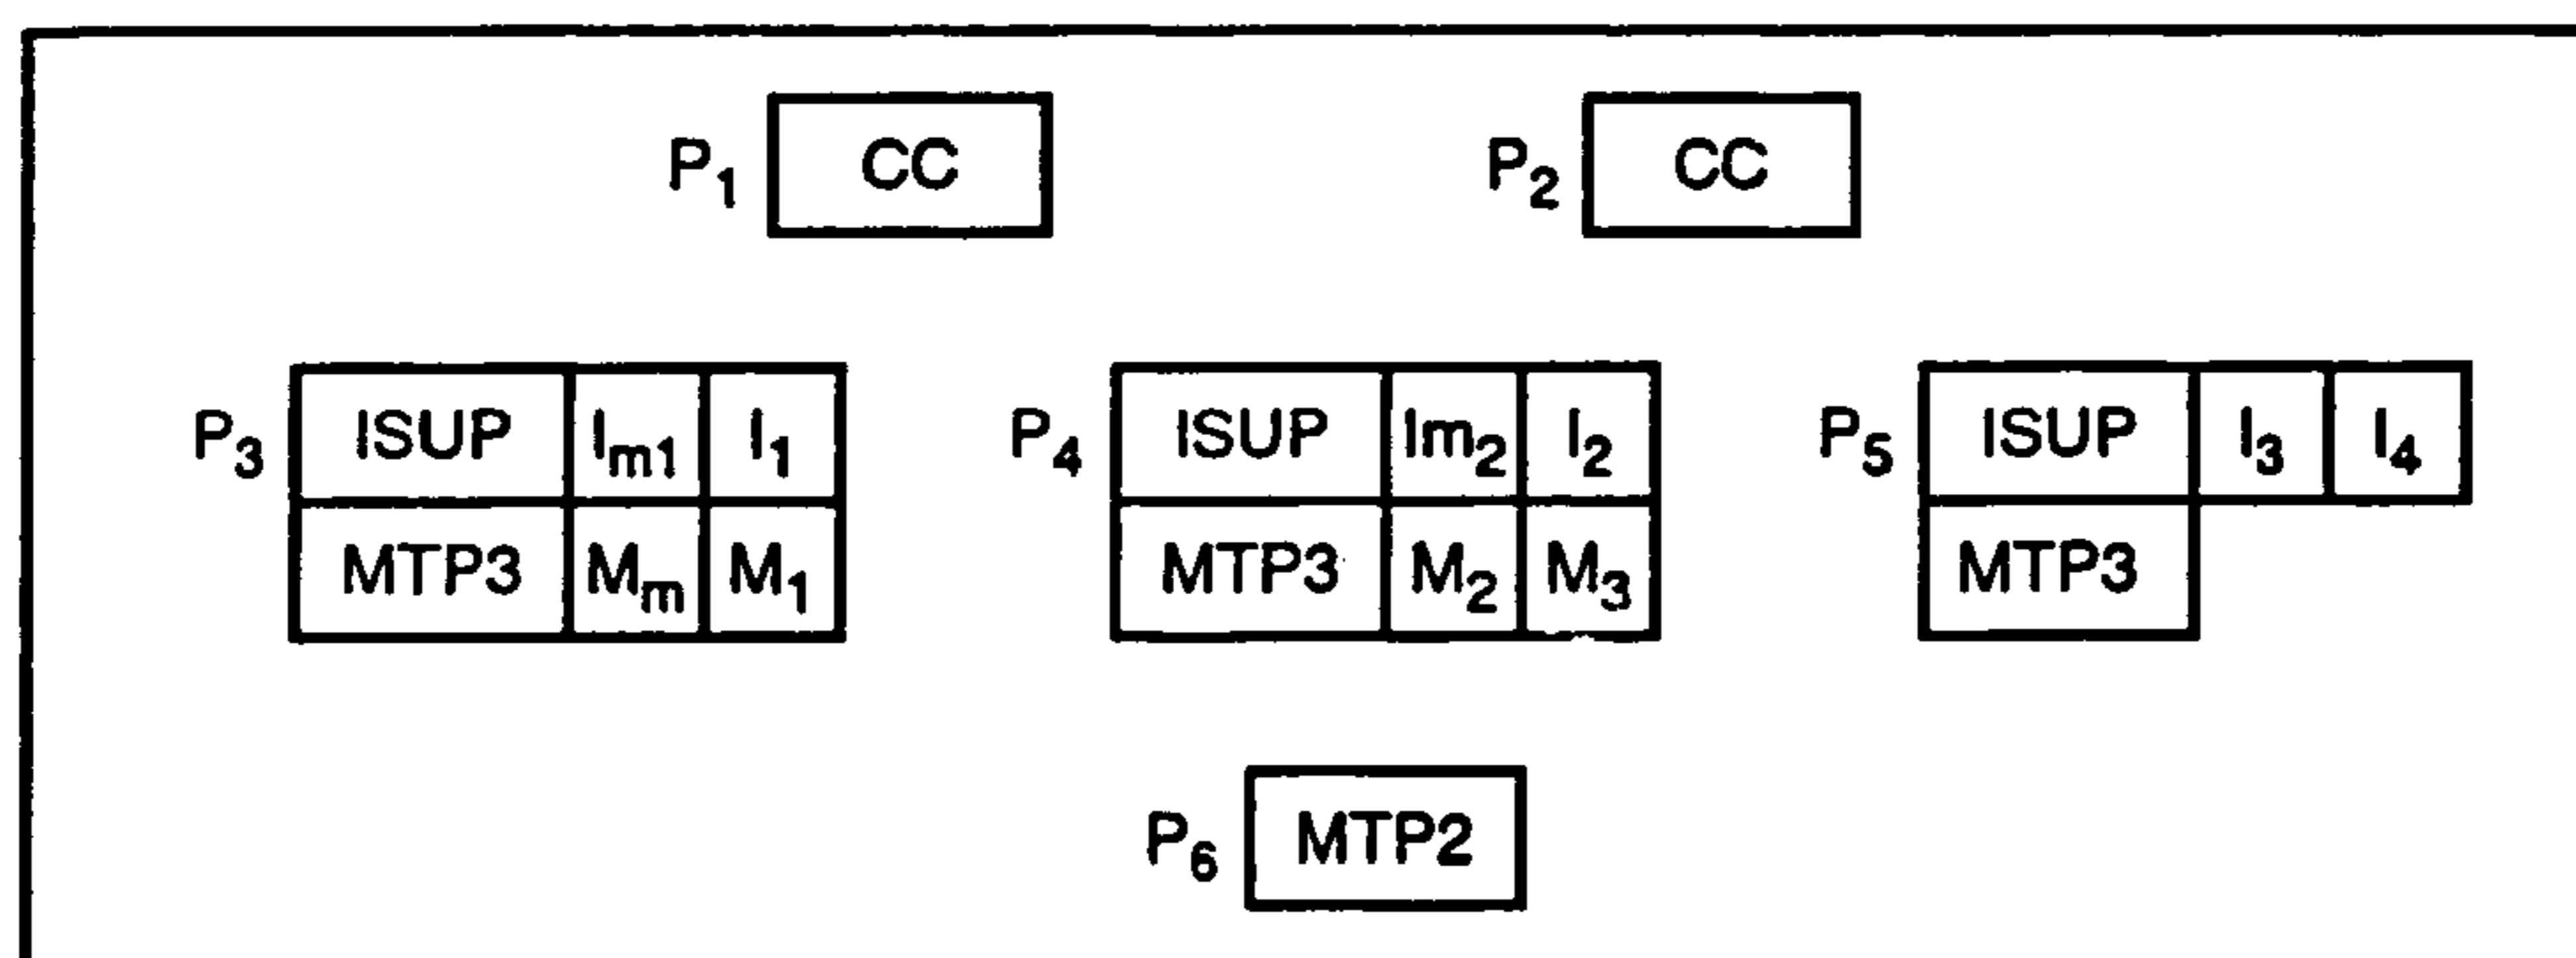 P₁ CC P₂ CC
P₃ ISUP Iₘ₁ I₁ P₄ ISUP Im₂ I₂ P₅ ISUP I₃ I₄
MTP3 Mₘ M₁ MTP3 M₂ M₃ MTP3
P₆ MTP2